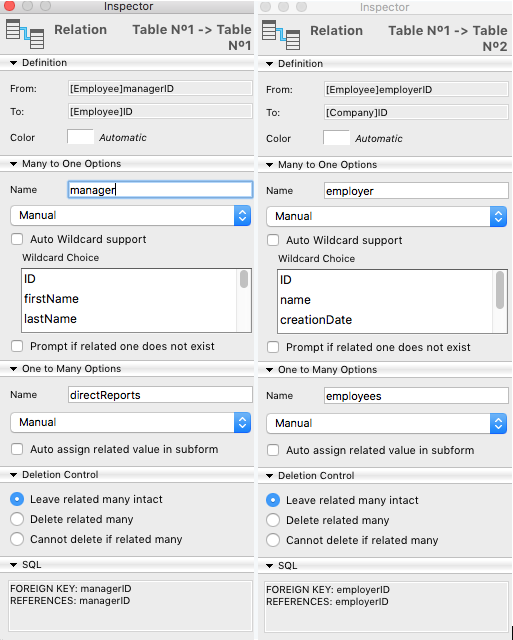 Inspector
Relation
Table Nº1 -> Table
Nº1
Definition
From:
[Employee]managerID
To:
[Employee]ID
Color
Automatic
Many to One Options
Name
manager
Manual
Auto Wildcard support
Wildcard Choice
ID
firstName
lastName
Prompt if related one does not exist
One to Many Options
Name
directReports
Manual
Auto assign related value in subform
Deletion Control
Leave related many intact
Delete related many
Cannot delete if related many
SQL
FOREIGN KEY: managerID
REFERENCES: managerID
Inspector
Relation
Table Nº1 -> Table
Nº2
Definition
From:
[Employee]employerID
To:
[Company]ID
Color
Automatic
Many to One Options
Name
employer
Manual
Auto Wildcard support
Wildcard Choice
ID
name
creationDate
Prompt if related one does not exist
One to Many Options
Name
employees
Manual
Auto assign related value in subform
Deletion Control
Leave related many intact
Delete related many
Cannot delete if related many
SQL
FOREIGN KEY: employerID
REFERENCES: employerID